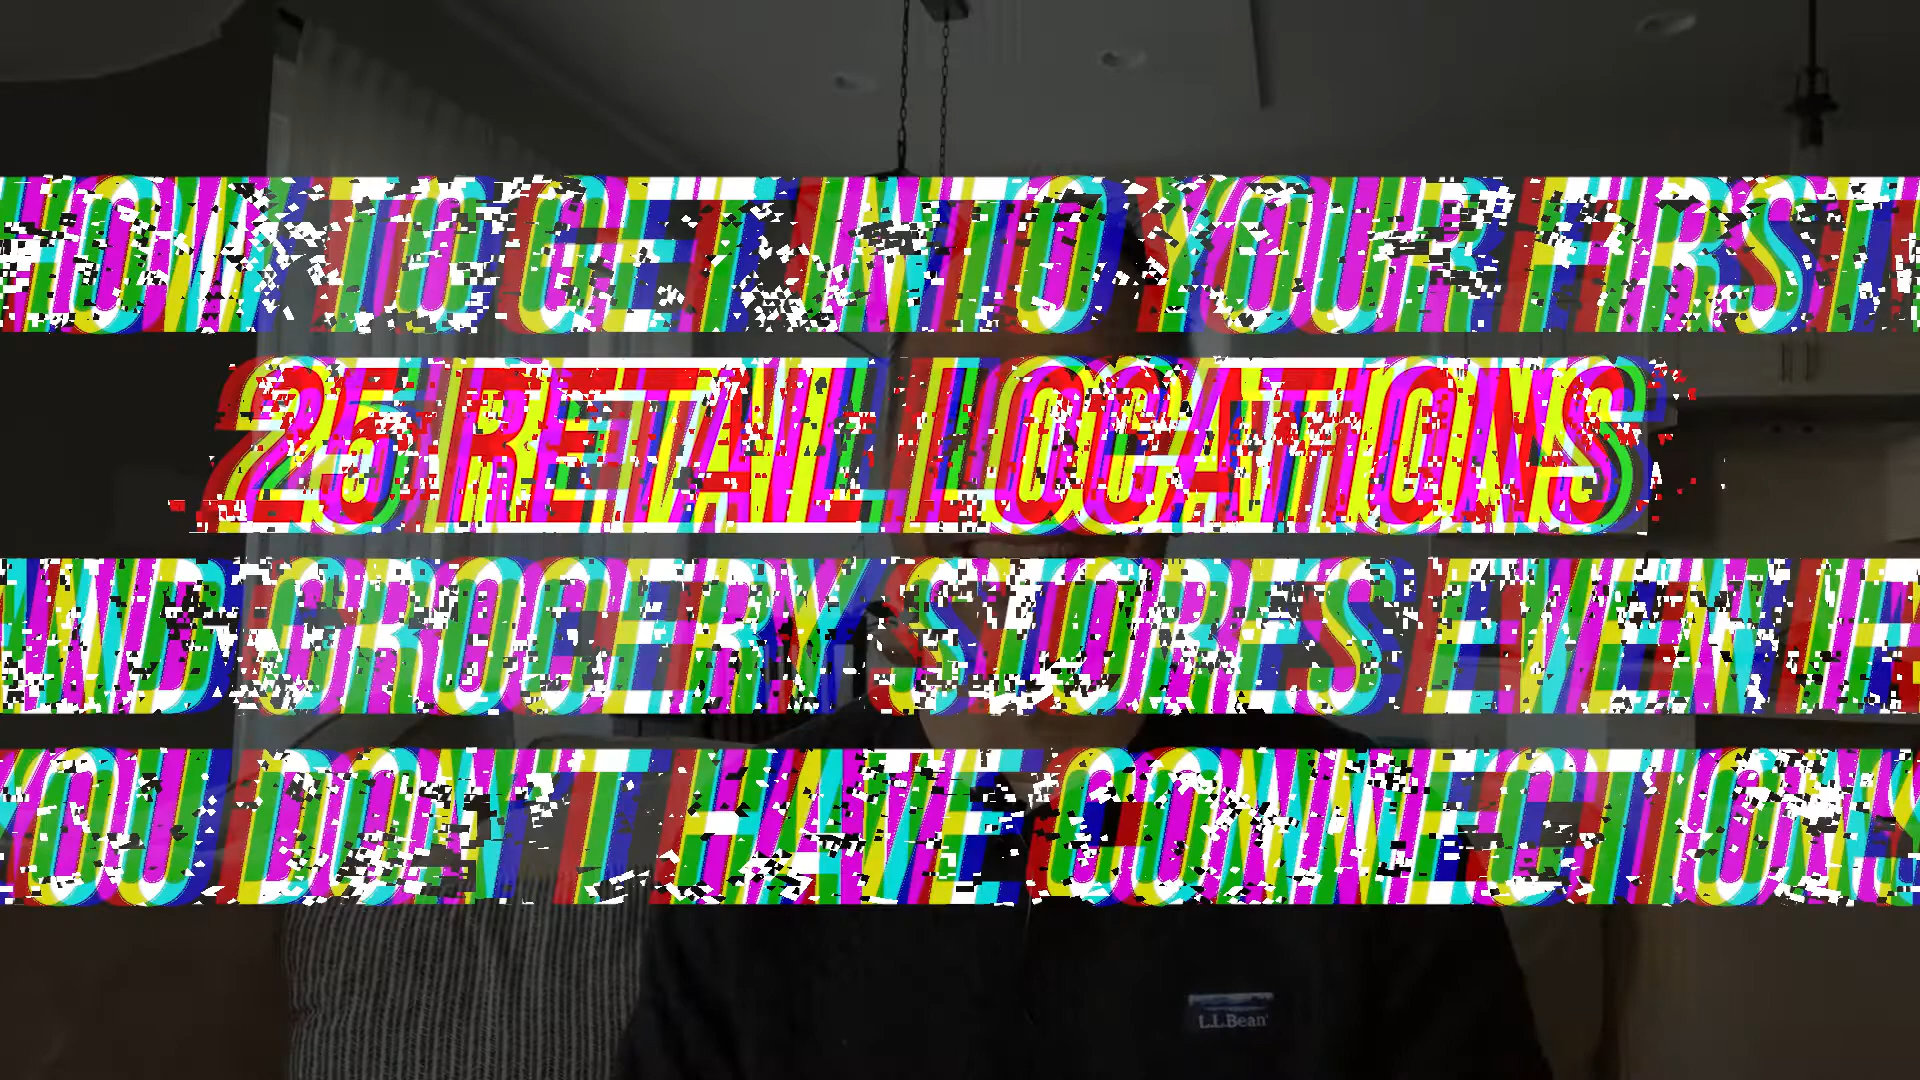 HOW TO GET INTO YOUR FIRST
25 RETAIL LOCATIONS
AND GROCERY STORES EVEN IF
YOU DON'T HAVE CONNECTIONS
L.L.Bean